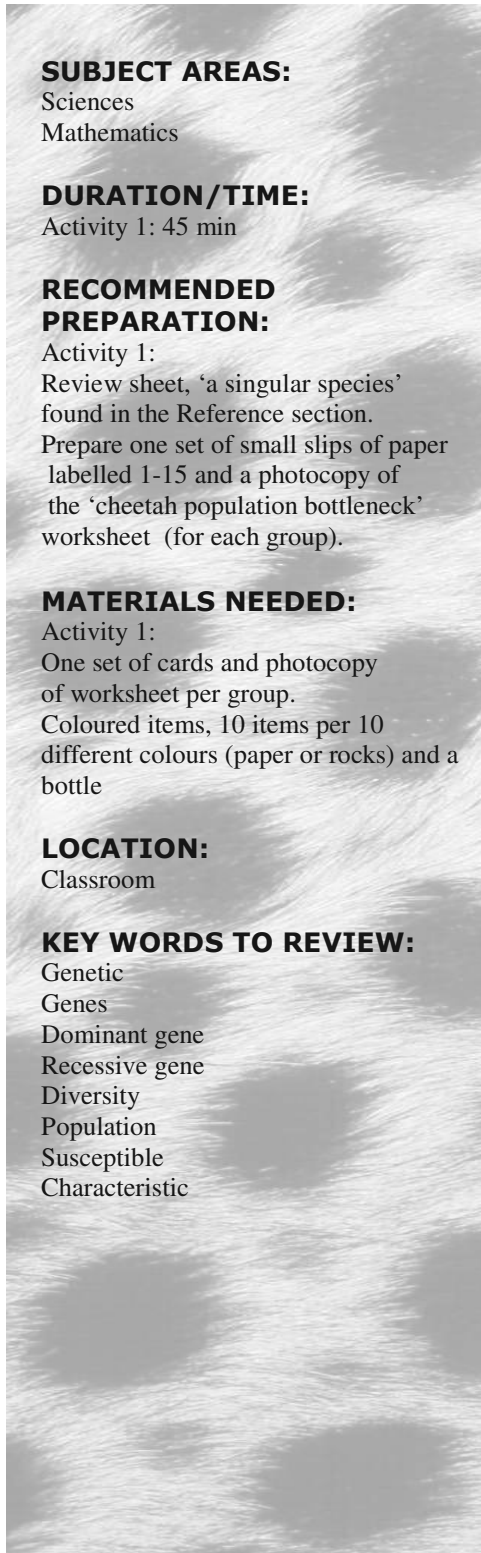 SUBJECT AREAS:
Sciences
Mathematics
DURATION/TIME:
Activity 1: 45 min
RECOMMENDED
PREPARATION:
Activity 1:
Review sheet, ‘a singular species’
found in the Reference section.
Prepare one set of small slips of paper
labelled 1-15 and a photocopy of
the ‘cheetah population bottleneck’
worksheet (for each group).
MATERIALS NEEDED:
Activity 1:
One set of cards and photocopy
of worksheet per group.
Coloured items, 10 items per 10
different colours (paper or rocks) and a
bottle
LOCATION:
Classroom
KEY WORDS TO REVIEW:
Genetic
Genes
Dominant gene
Recessive gene
Diversity
Population
Susceptible
Characteristic